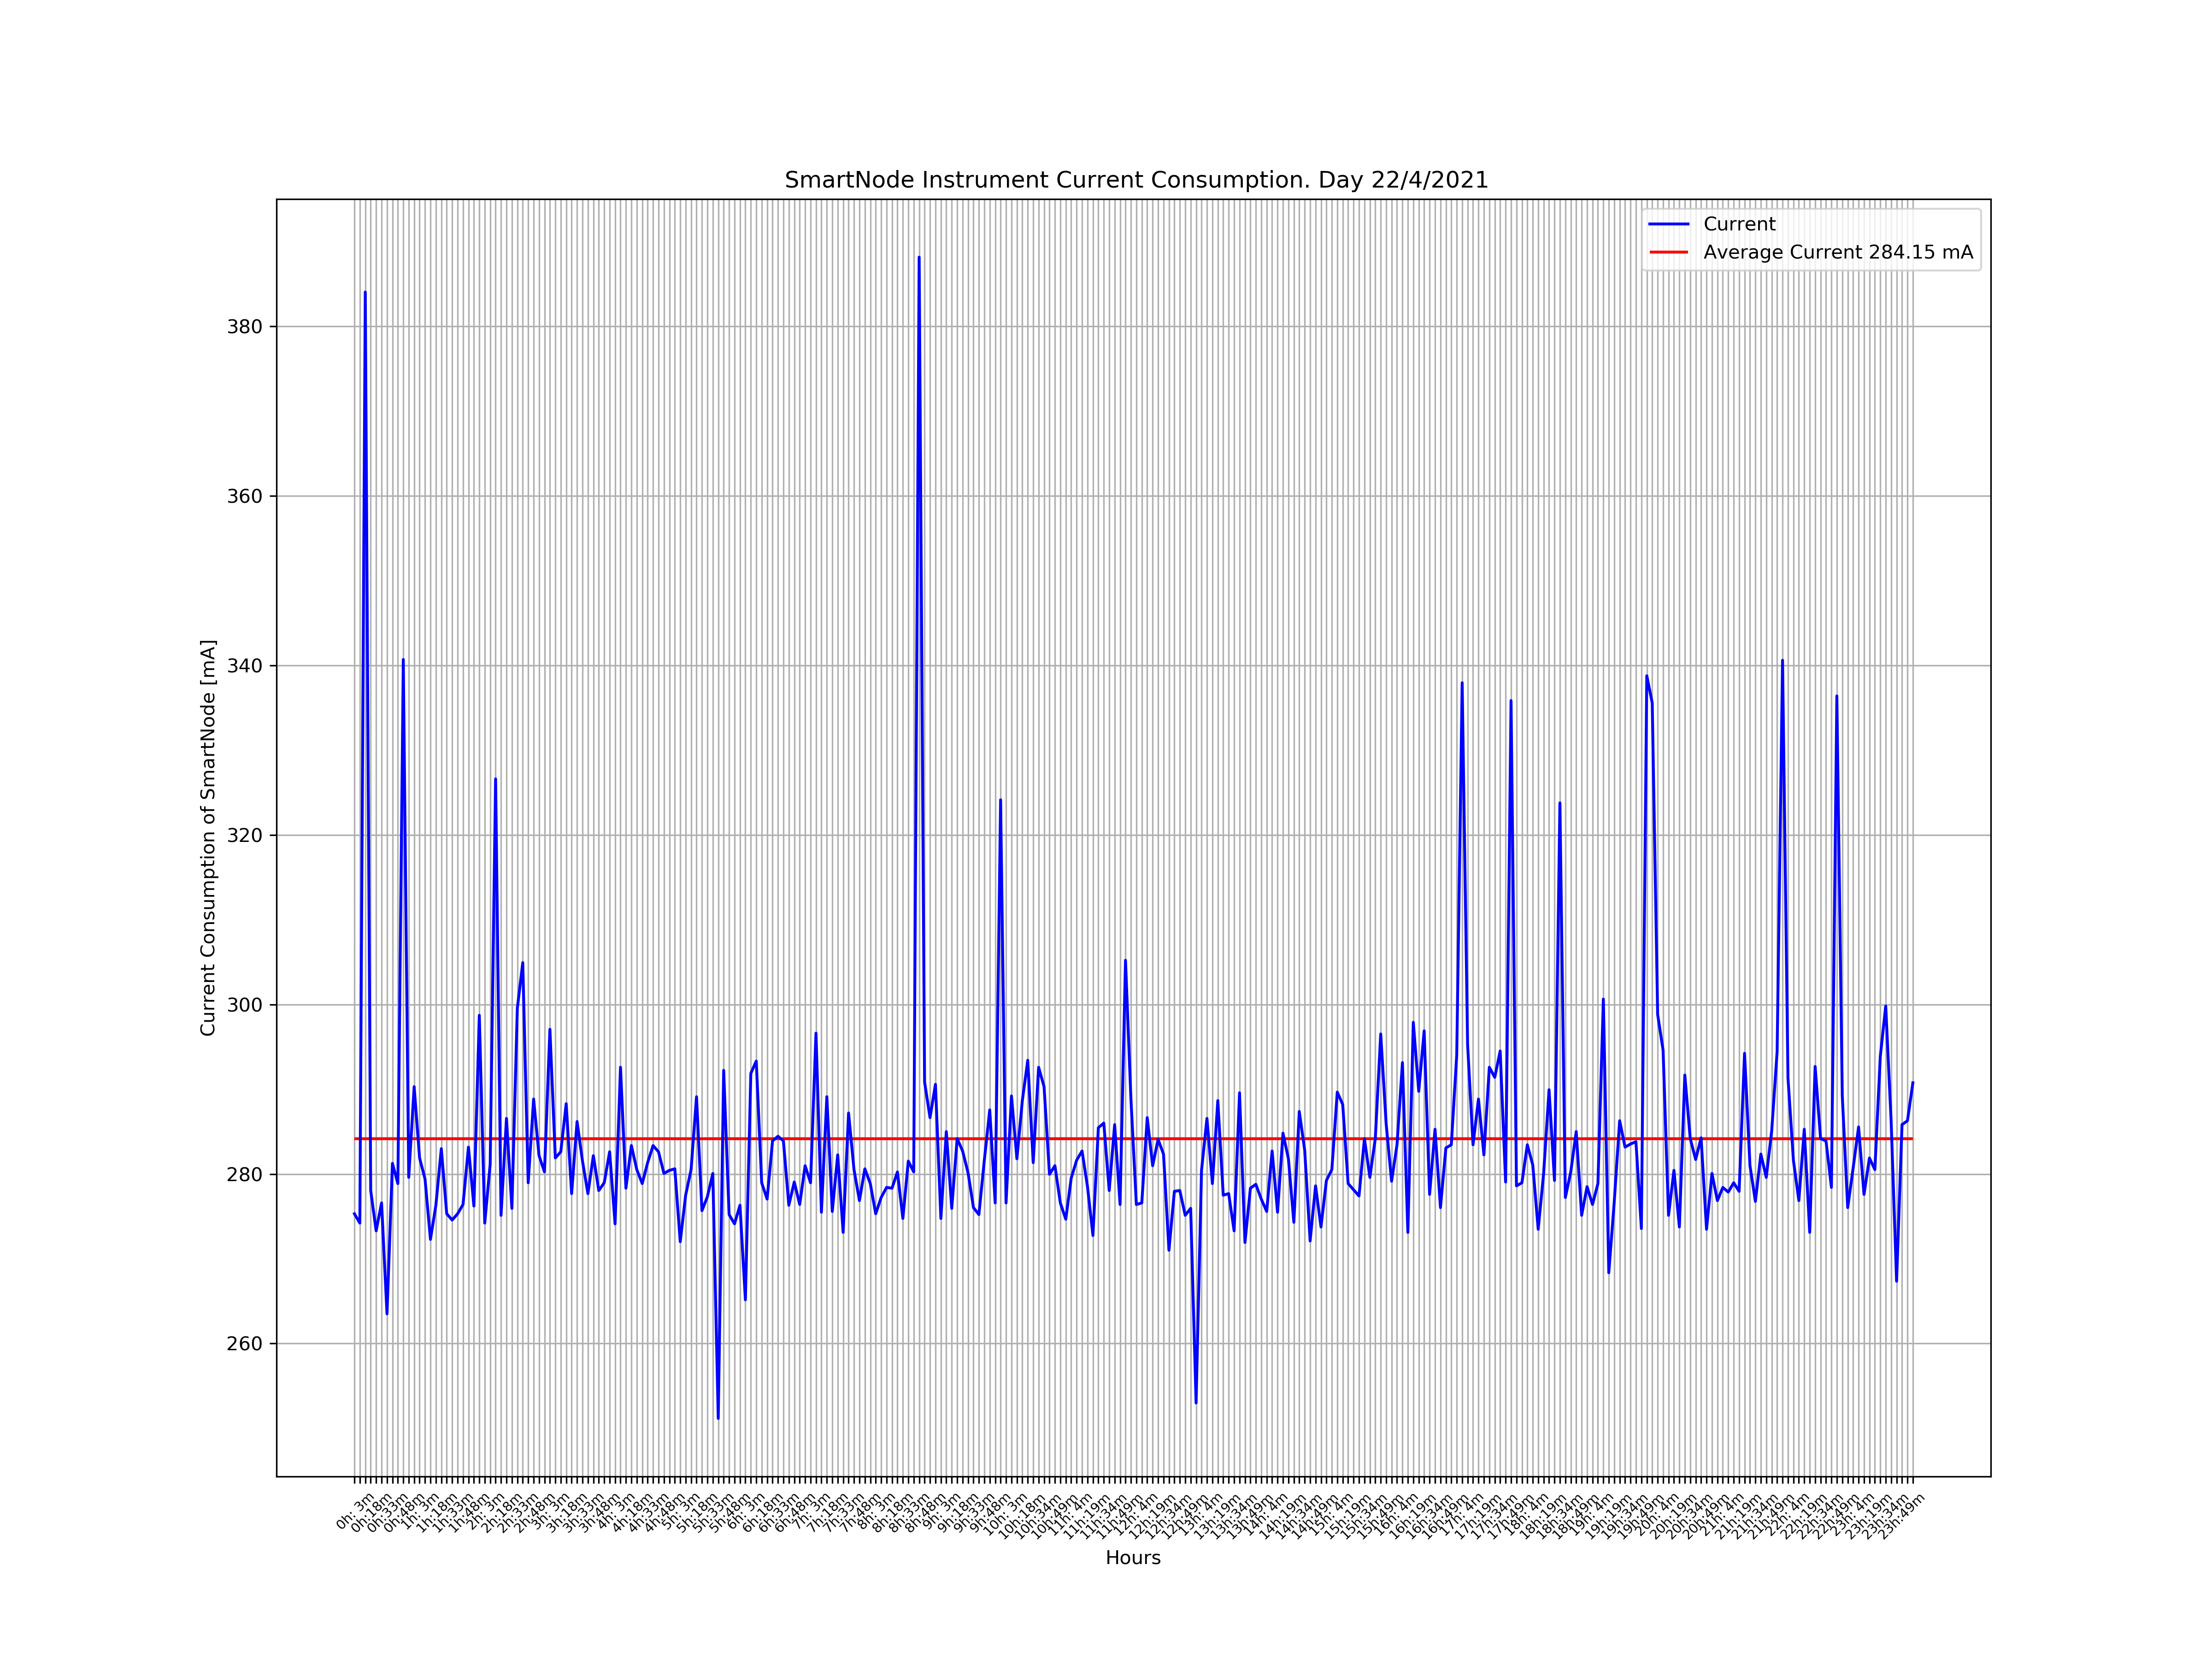 SmartNode Instrument Current Consumption. Day 22/4/2021
Current
Average Current 284.15 mA
Current Consumption of SmartNode [mA]
380
360
340
320
300
280
260
0h: 3m
0h:18m
0h:33m
0h:48m
1h: 3m
1h:18m
1h:33m
1h:48m
2h: 3m
2h:18m
2h:33m
2h:48m
3h: 3m
3h:18m
3h:33m
3h:48m
4h: 3m
4h:18m
4h:33m
4h:48m
5h: 3m
5h:18m
5h:33m
5h:48m
6h: 3m
6h:18m
6h:33m
6h:48m
7h: 3m
7h:18m
7h:33m
7h:48m
8h: 3m
8h:18m
8h:33m
8h:48m
9h: 3m
9h:18m
9h:33m
9h:48m
10h: 3m
10h:18m
10h:34m
10h:49m
11h: 4m
11h:19m
11h:34m
11h:49m
12h: 4m
12h:19m
12h:34m
12h:49m
13h: 4m
13h:19m
13h:34m
13h:49m
14h: 4m
14h:19m
14h:34m
14h:49m
15h: 4m
15h:19m
15h:34m
15h:49m
16h: 4m
16h:19m
16h:34m
16h:49m
17h: 4m
17h:19m
17h:34m
17h:49m
18h: 4m
18h:19m
18h:34m
18h:49m
19h: 4m
19h:19m
19h:34m
19h:49m
20h: 4m
20h:19m
20h:34m
20h:49m
21h: 4m
21h:19m
21h:34m
21h:49m
22h: 4m
22h:19m
22h:34m
22h:49m
23h: 4m
23h:19m
23h:34m
23h:49m
Hours